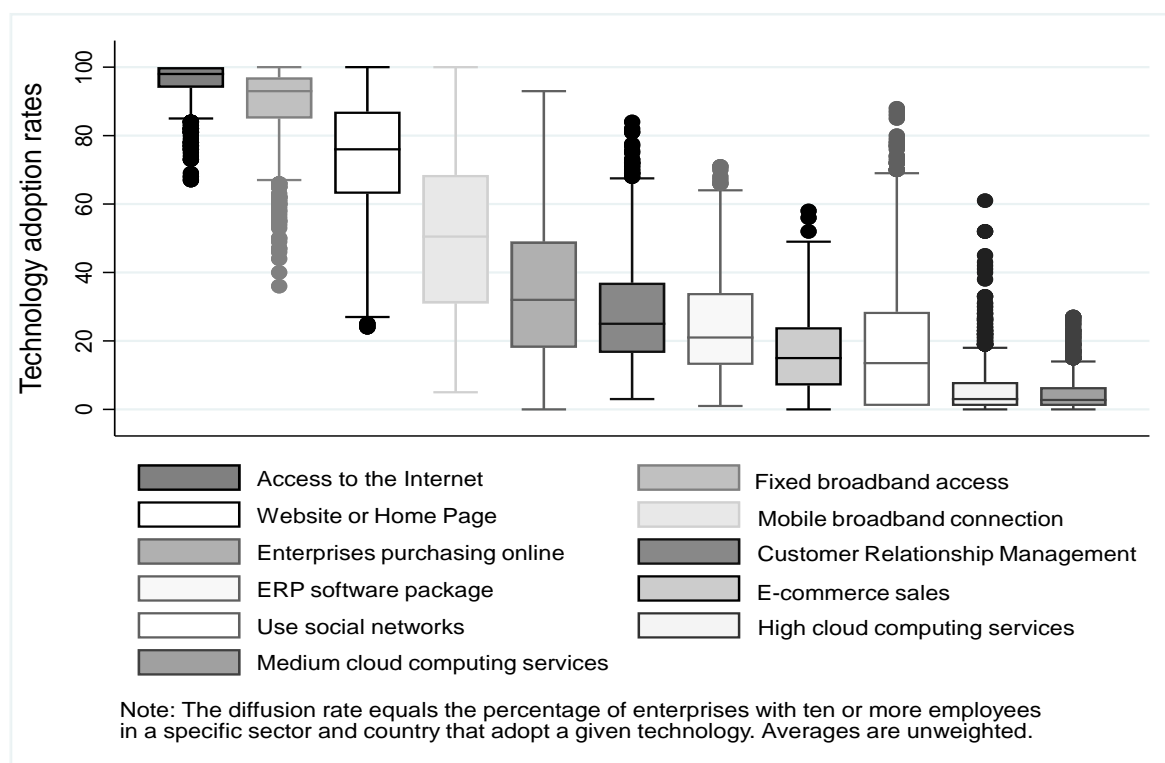 Technology adoption rates
100
80
60
40
20
0
Access to the Internet
Fixed broadband access
Website or Home Page
Mobile broadband connection
Enterprises purchasing online
Customer Relationship Management
ERP software package
E-commerce sales
Use social networks
High cloud computing services
Medium cloud computing services
Note: The diffusion rate equals the percentage of enterprises with ten or more employees
in a specific sector and country that adopt a given technology. Averages are unweighted.